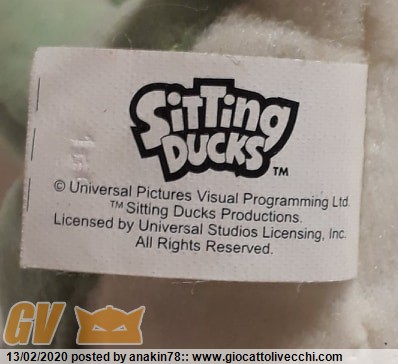 SITTING
DUCKS ™
© Universal Pictures Visual Programming Ltd.
™ Sitting Ducks Productions.
Licensed by Universal Studios Licensing, Inc.
All Rights Reserved.
GV
13/02/2020 posted by anakin78:: www.giocattolivecchi.com